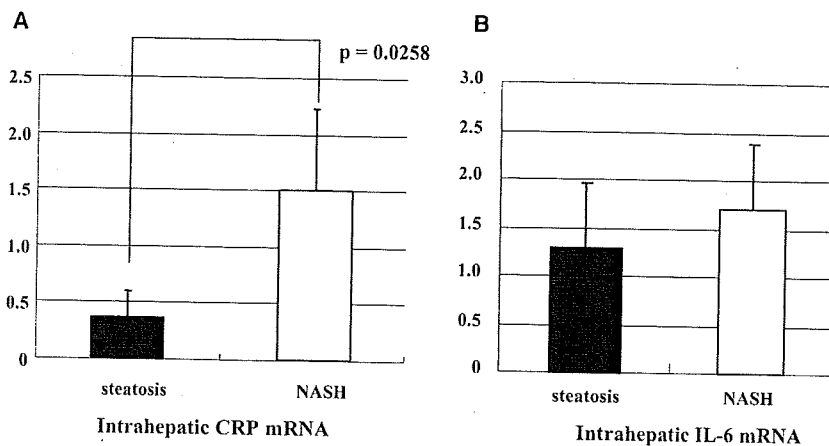 A
p = 0.0258
2.5
2.0
1.5
1.0
0.5
0
steatosis
NASH
Intrahepatic CRP mRNA
B
3.0
2.5
2.0
1.5
1.0
0.5
0
steatosis
NASH
Intrahepatic IL-6 mRNA